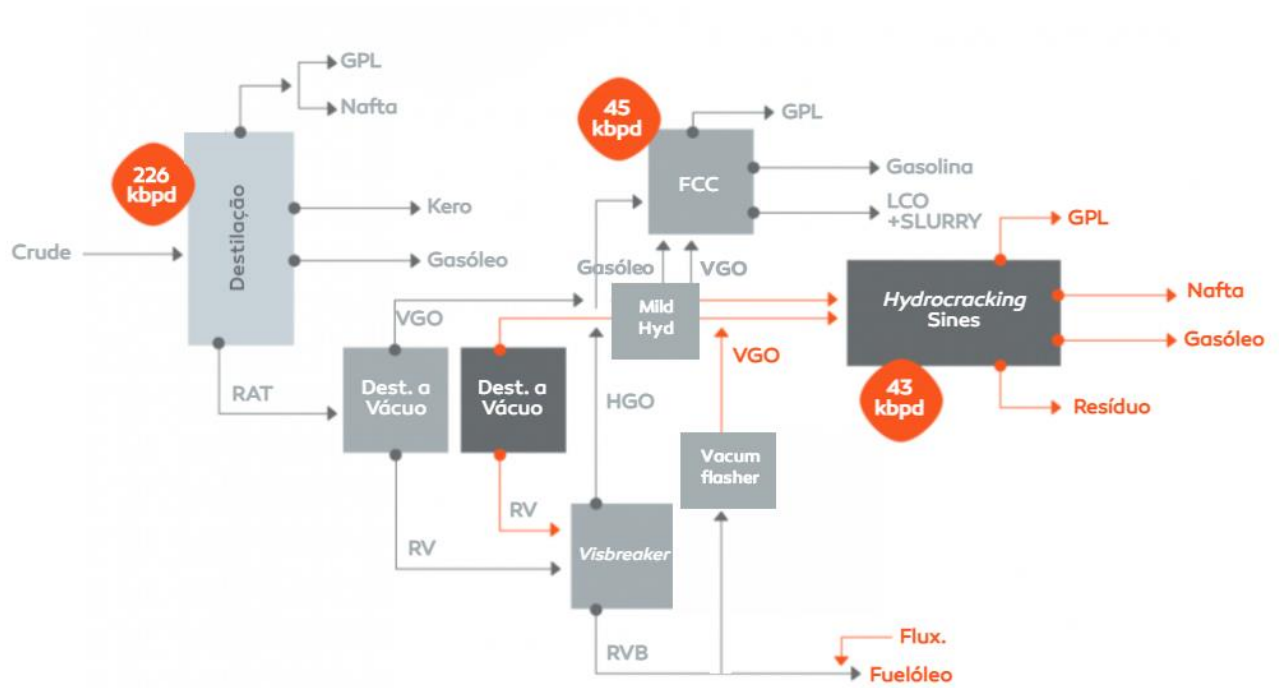 GPL
Nafta
226
kbpd
Destilação
Crude
Kero
Gasóleo
RAT
45
kbpd
FCC
GPL
Gasolina
LCO
+SLURRY
Gasóleo
VGO
VGO
Mild
Hyd
Dest. a
Vácuo
Dest. a
Vácuo
VGO
HGO
Hydrocracking
Sines
43
kbpd
GPL
Nafta
Gasóleo
Resíduo
Vacum
flasher
RV
RV
Visbreaker
RVB
Flux.
Fuelóleo